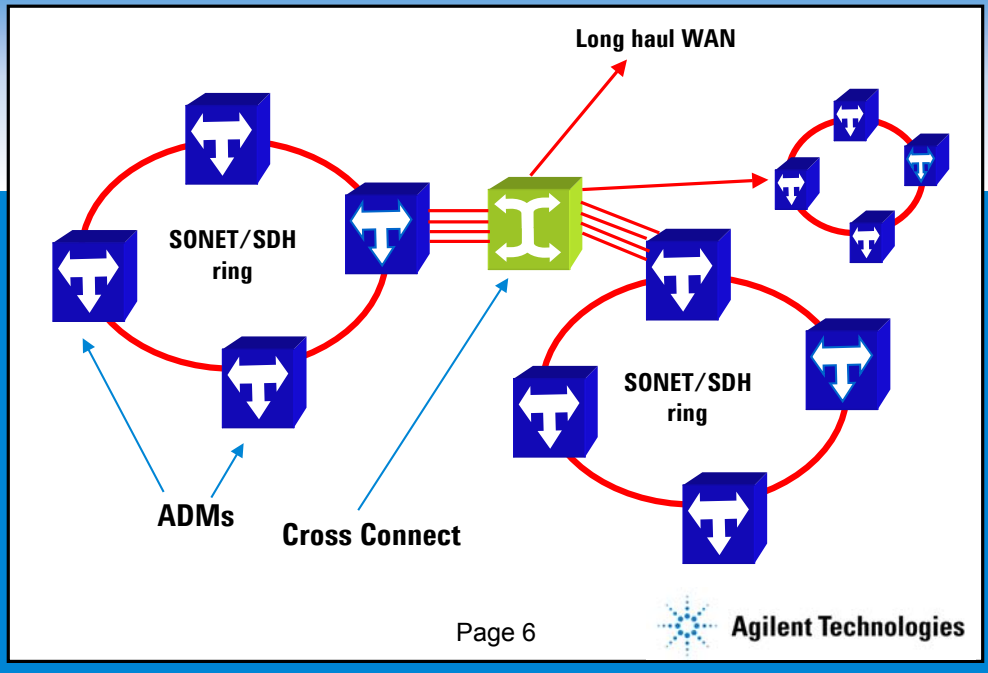 Long haul WAN
SONET/SDH
ring
SONET/SDH
ring
ADMs
Cross Connect
Page 6
Agilent Technologies